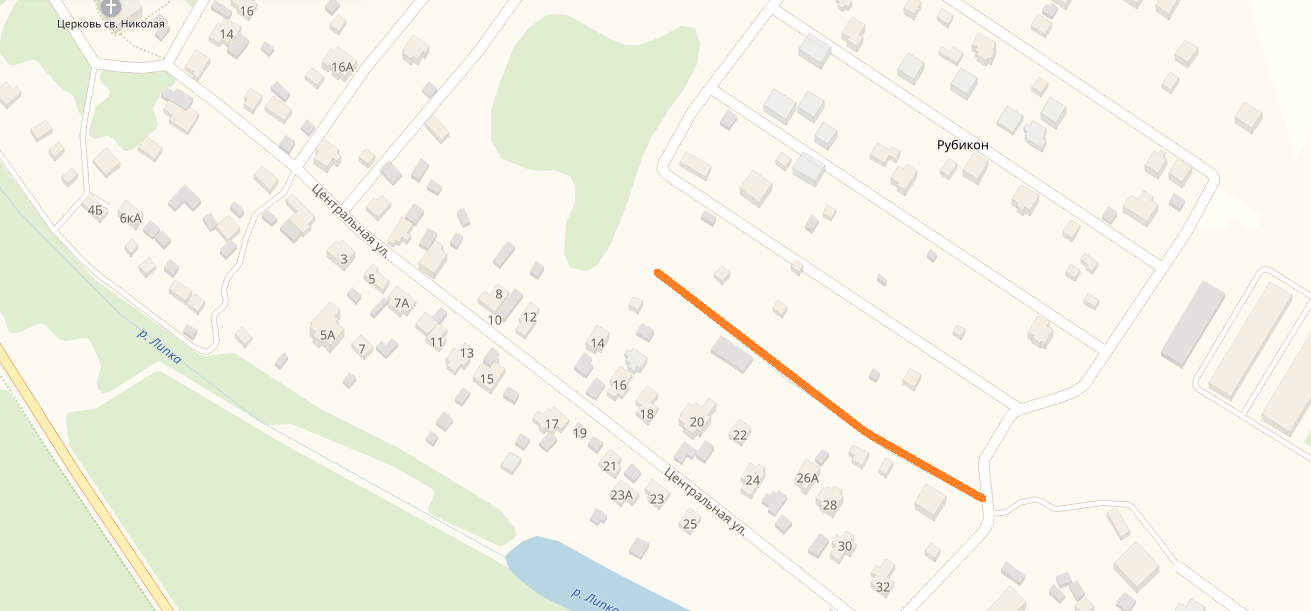 Церковь св. Николая
16
14
16А
Рубикон
4Б
6кА
Центральная ул.
3
5
7А
8
10
12
5А
7
11
13
14
р. Липка
15
16
18
17
19
20
22
21
23А
23
24
26А
28
Центральная ул.
25
30
32
р. Липка